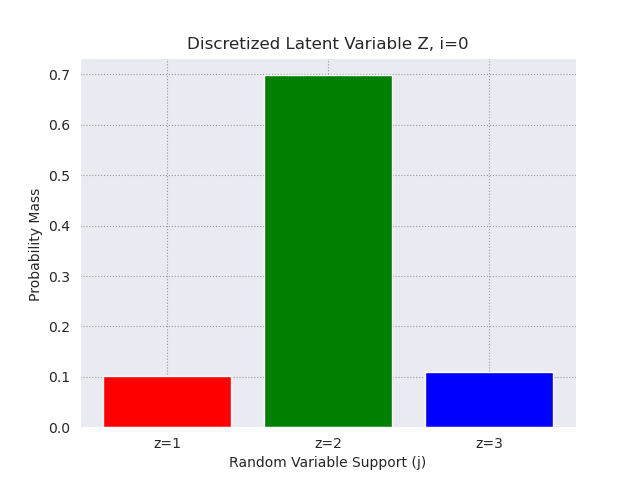 Discretized Latent Variable Z, i=0
0.7
0.6
0.5
0.4
0.3
0.2
0.1
0.0
Probability Mass
z=1
z=2
z=3
Random Variable Support (j)